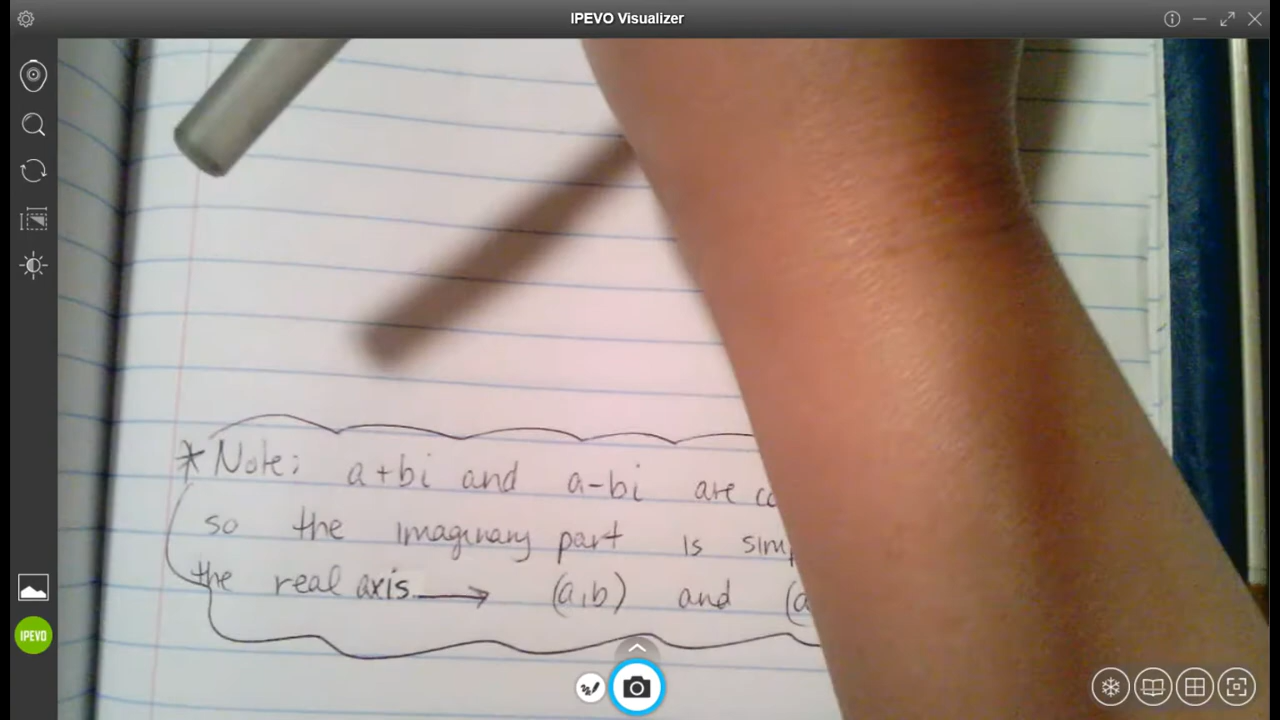 IPEVO Visualizer
*Note: a+bi and a-bi are
so the imaginary part is
the real axis. → (a,b) and
IPEVO